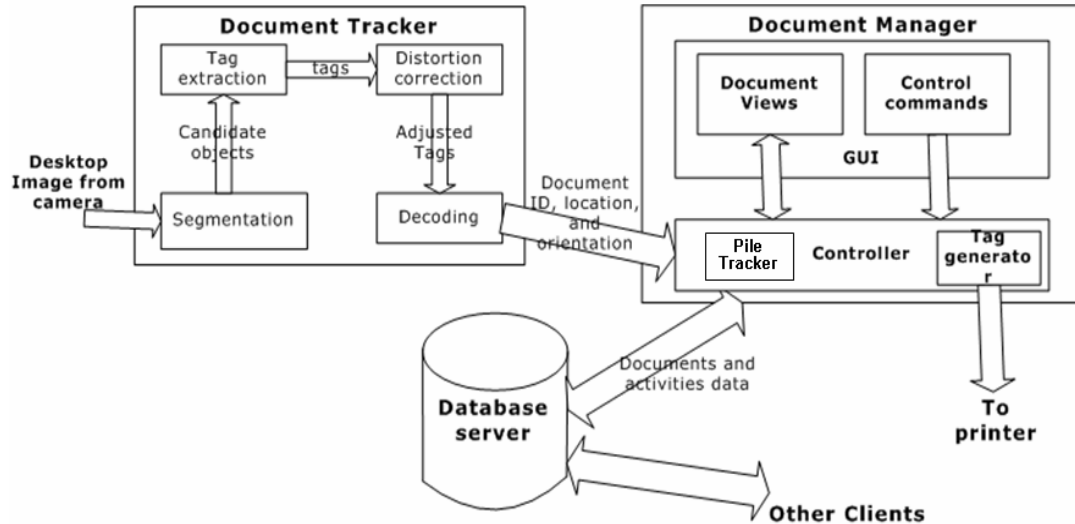 Document Tracker
Tag
extraction
tags
Distortion
correction
Candidate
objects
Adjusted
Tags
Desktop
Image from
camera
Segmentation
Decoding
Document
ID, location,
and
orientation
Document Manager
Document
Views
Control
commands
GUI
Pile
Tracker
Controller
Tag
generato
r
Documents and
activities data
Database
server
To
printer
Other Clients